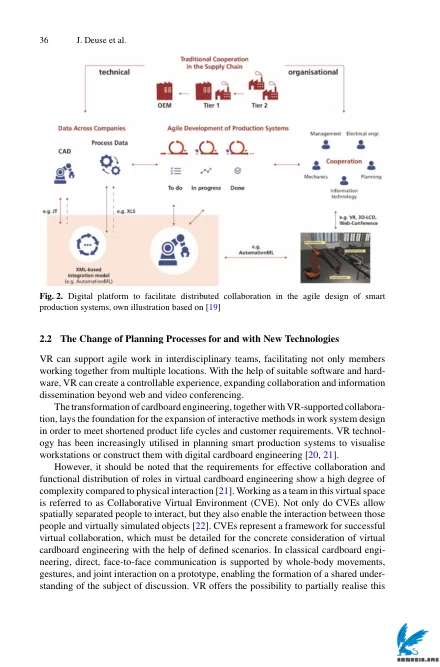 36 J. Deuse et al.
Traditional Cooperation
in the Supply Chain
technical
organisational
OEM Tier 1 Tier 2
Data Across Companies
Agile Development of Production Systems
Process Data
CAD
Management Electrical engr.
Cooperation
Mechanics Planning
Information
technology
To do In progress Done
e.g. JT
e.g. XLS
e.g. VR, 3D-LCD,
Web-Conference
XML-based
integration model
(e.g. AutomationML)
e.g.
AutomationML
Fig. 2. Digital platform to facilitate distributed collaboration in the agile design of smart
production systems, own illustration based on [19]
2.2 The Change of Planning Processes for and with New Technologies
VR can support agile work in interdisciplinary teams, facilitating not only members
working together from multiple locations. With the help of suitable software and hard-
ware, VR can create a controllable experience, expanding collaboration and information
dissemination beyond web and video conferencing.
The transformation of cardboard engineering, together with VR-supported collabora-
tion, lays the foundation for the expansion of interactive methods in work system design
in order to meet shortened product life cycles and customer requirements. VR technol-
ogy has been increasingly utilised in planning smart production systems to visualise
workstations or construct them with digital cardboard engineering [20, 21].
However, it should be noted that the requirements for effective collaboration and
functional distribution of roles in virtual cardboard engineering show a high degree of
complexity compared to physical interaction [21]. Working as a team in this virtual space
is referred to as Collaborative Virtual Environment (CVE). Not only do CVEs allow
spatially separated people to interact, but they also enable the interaction between those
people and virtually simulated objects [22]. CVEs represent a framework for successful
virtual collaboration, which must be detailed for the concrete consideration of virtual
cardboard engineering with the help of defined scenarios. In classical cardboard engi-
neering, direct, face-to-face communication is supported by whole-body movements,
gestures, and joint interaction on a prototype, enabling the formation of a shared under-
standing of the subject of discussion. VR offers the possibility to partially realise this